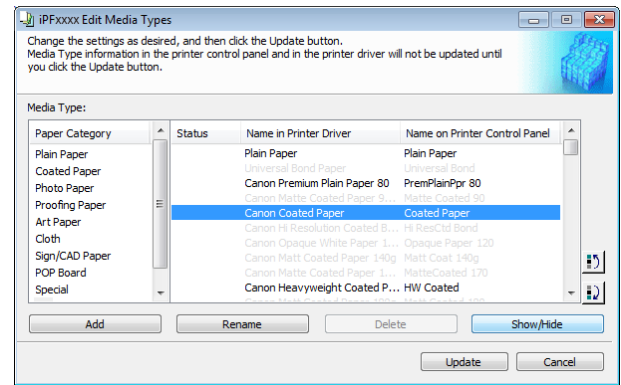 iPFxxxx Edit Media Types
Change the settings as desired, and then click the Update button.
Media Type information in the printer control panel and in the printer driver will not be updated until
you click the Update button.
Media Type:
Paper Category Status Name in Printer Driver Name on Printer Control Panel
Plain Paper Plain Paper Plain Paper
Coated Paper Universal Bond Paper Universal Bond
Photo Paper Canon Premium Plain Paper 80 PremPlainPpr 80
Proofing Paper Canon Matte Coated Paper 9... Matte Coated 90
Art Paper Canon Coated Paper Coated Paper
Cloth Canon Hi Resolution Coated B... Hi ResCtd Bond
Sign/CAD Paper Canon Opaque White Paper 1... Opaque Paper 120
POP Board Canon Matt Coated Paper 140g Matt Coat 140g
Special Canon Matte Coated Paper 1... MatteCoated 170
Canon Heavyweight Coated P... HW Coated
Add Rename Delete Show/Hide
Update Cancel